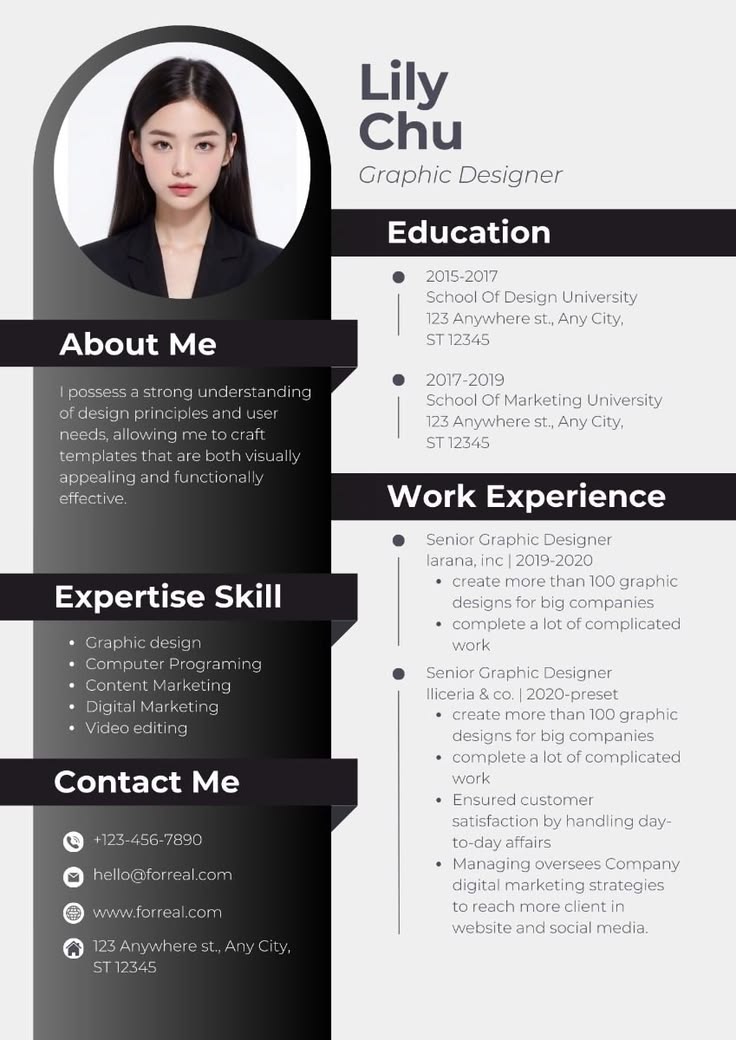 Lily
Chu
Graphic Designer
About Me
I possess a strong understanding
of design principles and user
needs, allowing me to craft
templates that are both visually
appealing and functionally
effective.
Expertise Skill
• Graphic design
• Computer Programing
• Content Marketing
• Digital Marketing
• Video editing
Contact Me
+123-456-7890
hello@forreal.com
www.forreal.com
123 Anywhere st., Any City,
ST 12345
Education
2015-2017
School Of Design University
123 Anywhere st., Any City,
ST 12345
2017-2019
School Of Marketing University
123 Anywhere st., Any City,
ST 12345
Work Experience
Senior Graphic Designer
larana, inc | 2019-2020
• create more than 100 graphic
designs for big companies
• complete a lot of complicated
work
Senior Graphic Designer
lliceria & co. | 2020-preset
• create more than 100 graphic
designs for big companies
• complete a lot of complicated
work
• Ensured customer
satisfaction by handling day-
to-day affairs
• Managing oversees Company
digital marketing strategies
to reach more client in
website and social media.